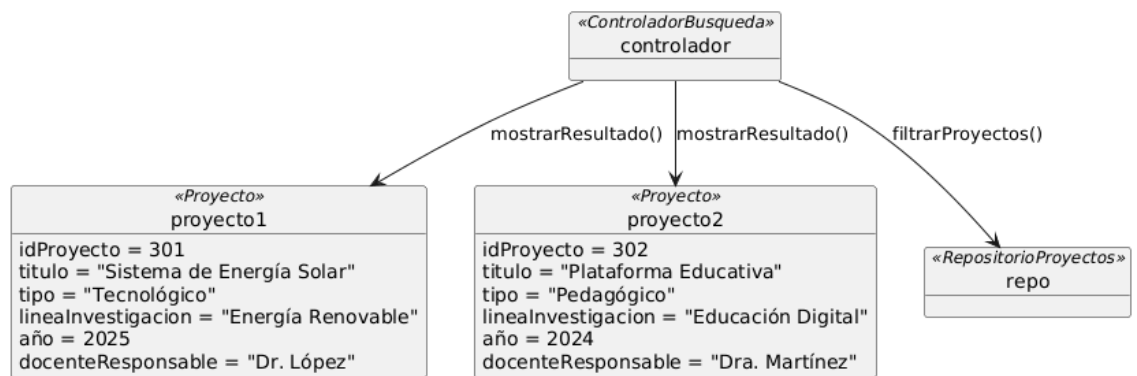 «ControladorBusqueda»
controlador
mostrarResultado()
mostrarResultado()
filtrarProyectos()
«Proyecto»
proyecto1
idProyecto = 301
titulo = "Sistema de Energía Solar"
tipo = "Tecnológico"
lineaInvestigacion = "Energía Renovable"
año = 2025
docenteResponsable = "Dr. López"
«Proyecto»
proyecto2
idProyecto = 302
titulo = "Plataforma Educativa"
tipo = "Pedagógico"
lineaInvestigacion = "Educación Digital"
año = 2024
docenteResponsable = "Dra. Martínez"
«RepositorioProyectos»
repo